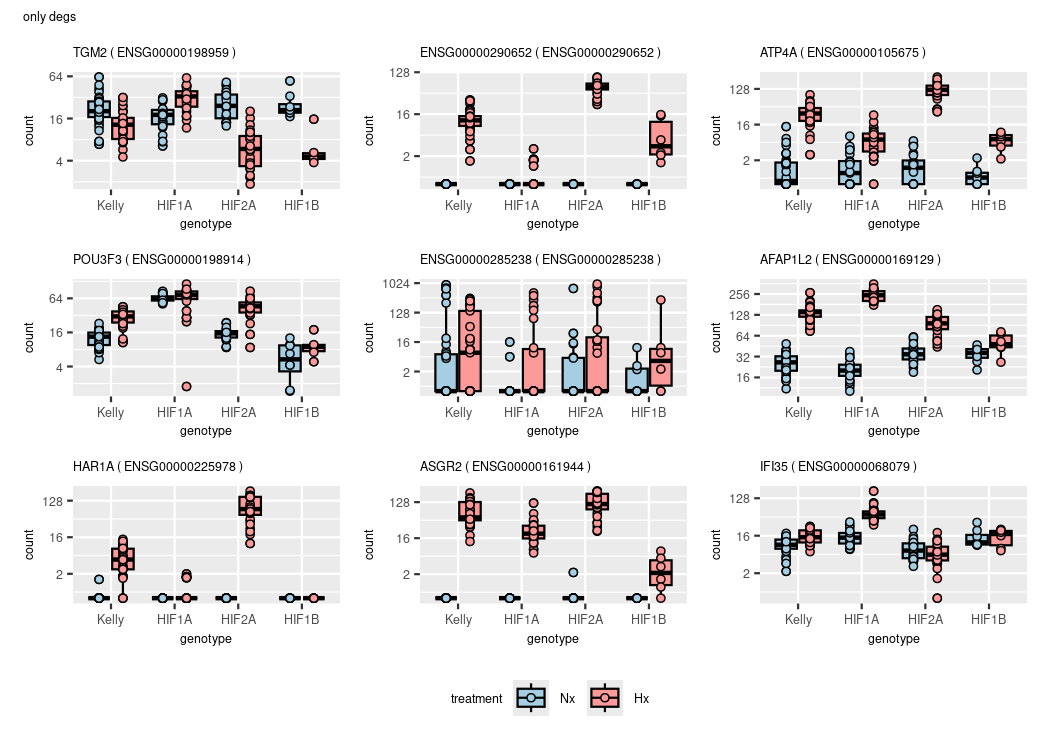 only degs
TGM2 ( ENSG00000198959 )
64
16
4
count
Kelly HIF1A HIF2A HIF1B
genotype
ENSG00000290652 ( ENSG00000290652 )
128
16
2
count
Kelly HIF1A HIF2A HIF1B
genotype
ATP4A ( ENSG00000105675 )
128
16
2
count
Kelly HIF1A HIF2A HIF1B
genotype
POU3F3 ( ENSG00000198914 )
64
16
4
count
Kelly HIF1A HIF2A HIF1B
genotype
ENSG00000285238 ( ENSG00000285238 )
1024
128
16
2
count
Kelly HIF1A HIF2A HIF1B
genotype
AFAP1L2 ( ENSG00000169129 )
256
128
64
32
16
count
Kelly HIF1A HIF2A HIF1B
genotype
HAR1A ( ENSG00000225978 )
128
16
2
count
Kelly HIF1A HIF2A HIF1B
genotype
ASGR2 ( ENSG00000161944 )
128
16
2
count
Kelly HIF1A HIF2A HIF1B
genotype
IFI35 ( ENSG00000068079 )
128
16
2
count
Kelly HIF1A HIF2A HIF1B
genotype
treatment Nx Hx